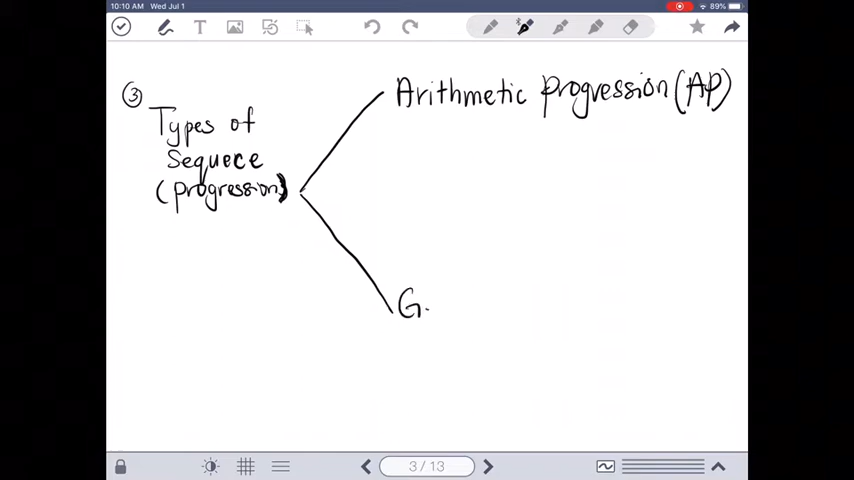 10:10 AM Wed Jul 1
89%
T
③
Types of
Sequece
(progression)
Arithmetic progression (AP)
G.
3 / 13